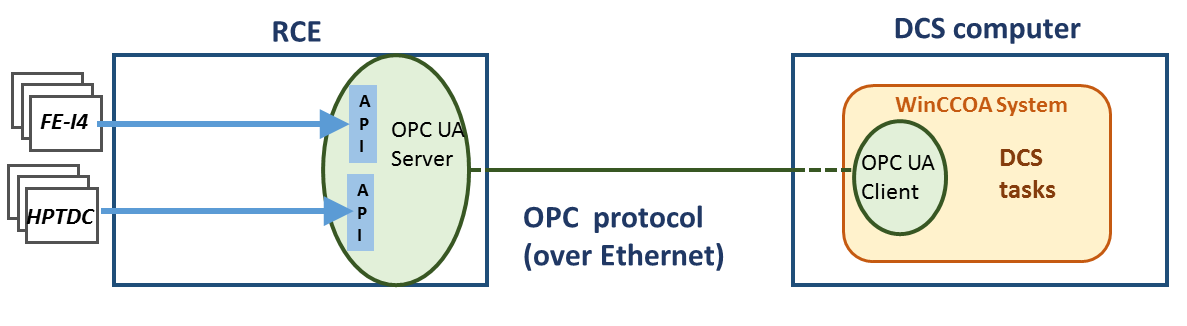 RCE
DCS computer
FE-I4
HPTDC
A
P
I
A
P
I
OPC UA
Server
OPC protocol
(over Ethernet)
WinCCOA System
OPC UA
Client
DCS
tasks